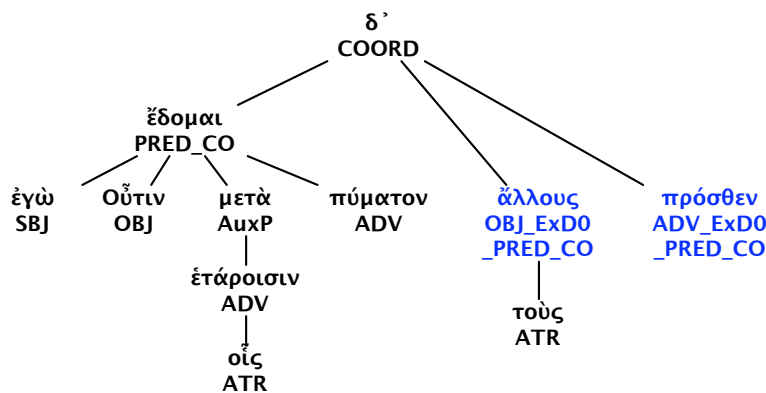 δ᾽
COORD
ἔδομαι
PRED_CO
ἐγὼ Οὖτιν μετὰ πύματον ἄλλους πρόσθεν
SBJ OBJ AuxP ADV OBJ_ExD0 ADV_ExD0
_PRED_CO _PRED_CO
ἑτάροισιν
ADV
τοὺς
ATR
οἷς
ATR